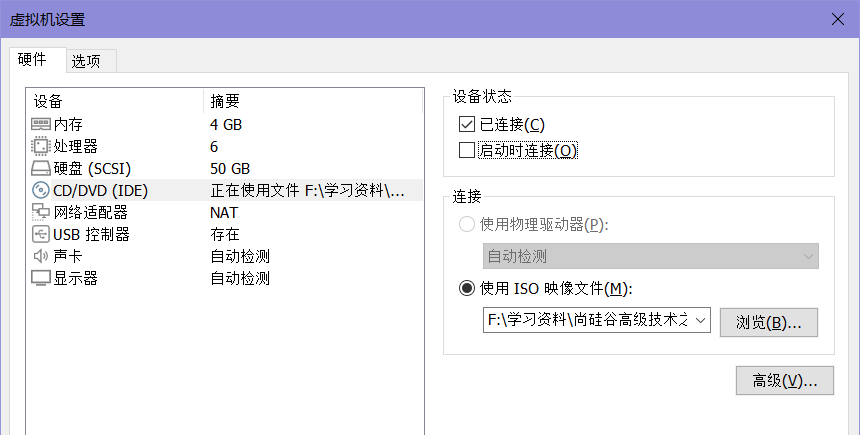 虚拟机设置
硬件 选项
设备 摘要
内存 4 GB
处理器 6
硬盘 (SCSI) 50 GB
CD/DVD (IDE) 正在使用文件 F:\学习资料\...
网络适配器 NAT
USB 控制器 存在
声卡 自动检测
显示器 自动检测
设备状态
已连接(C)
启动时连接(O)
连接
使用物理驱动器(P):
自动检测
使用 ISO 映像文件(M):
F:\学习资料\尚硅谷高级技术之
浏览(B)...
高级(V)...